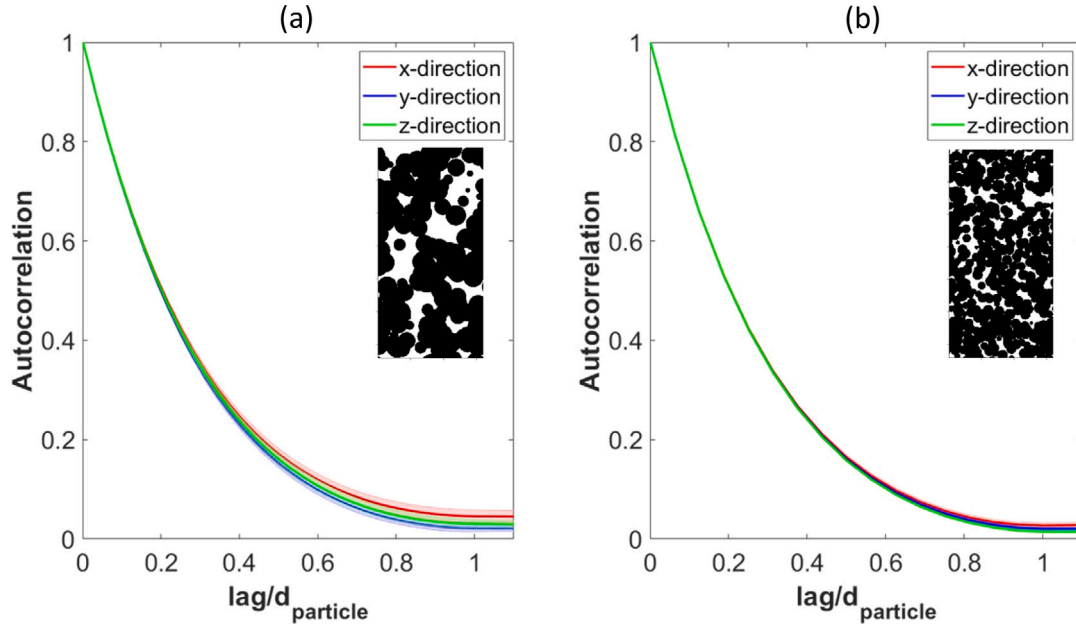 (a)
1
0.8
0.6
0.4
0.2
0
Autocorrelation
x-direction
y-direction
z-direction
0 0.2 0.4 0.6 0.8 1
lag/d_particle
(b)
1
0.8
0.6
0.4
0.2
0
Autocorrelation
x-direction
y-direction
z-direction
0 0.2 0.4 0.6 0.8 1
lag/d_particle